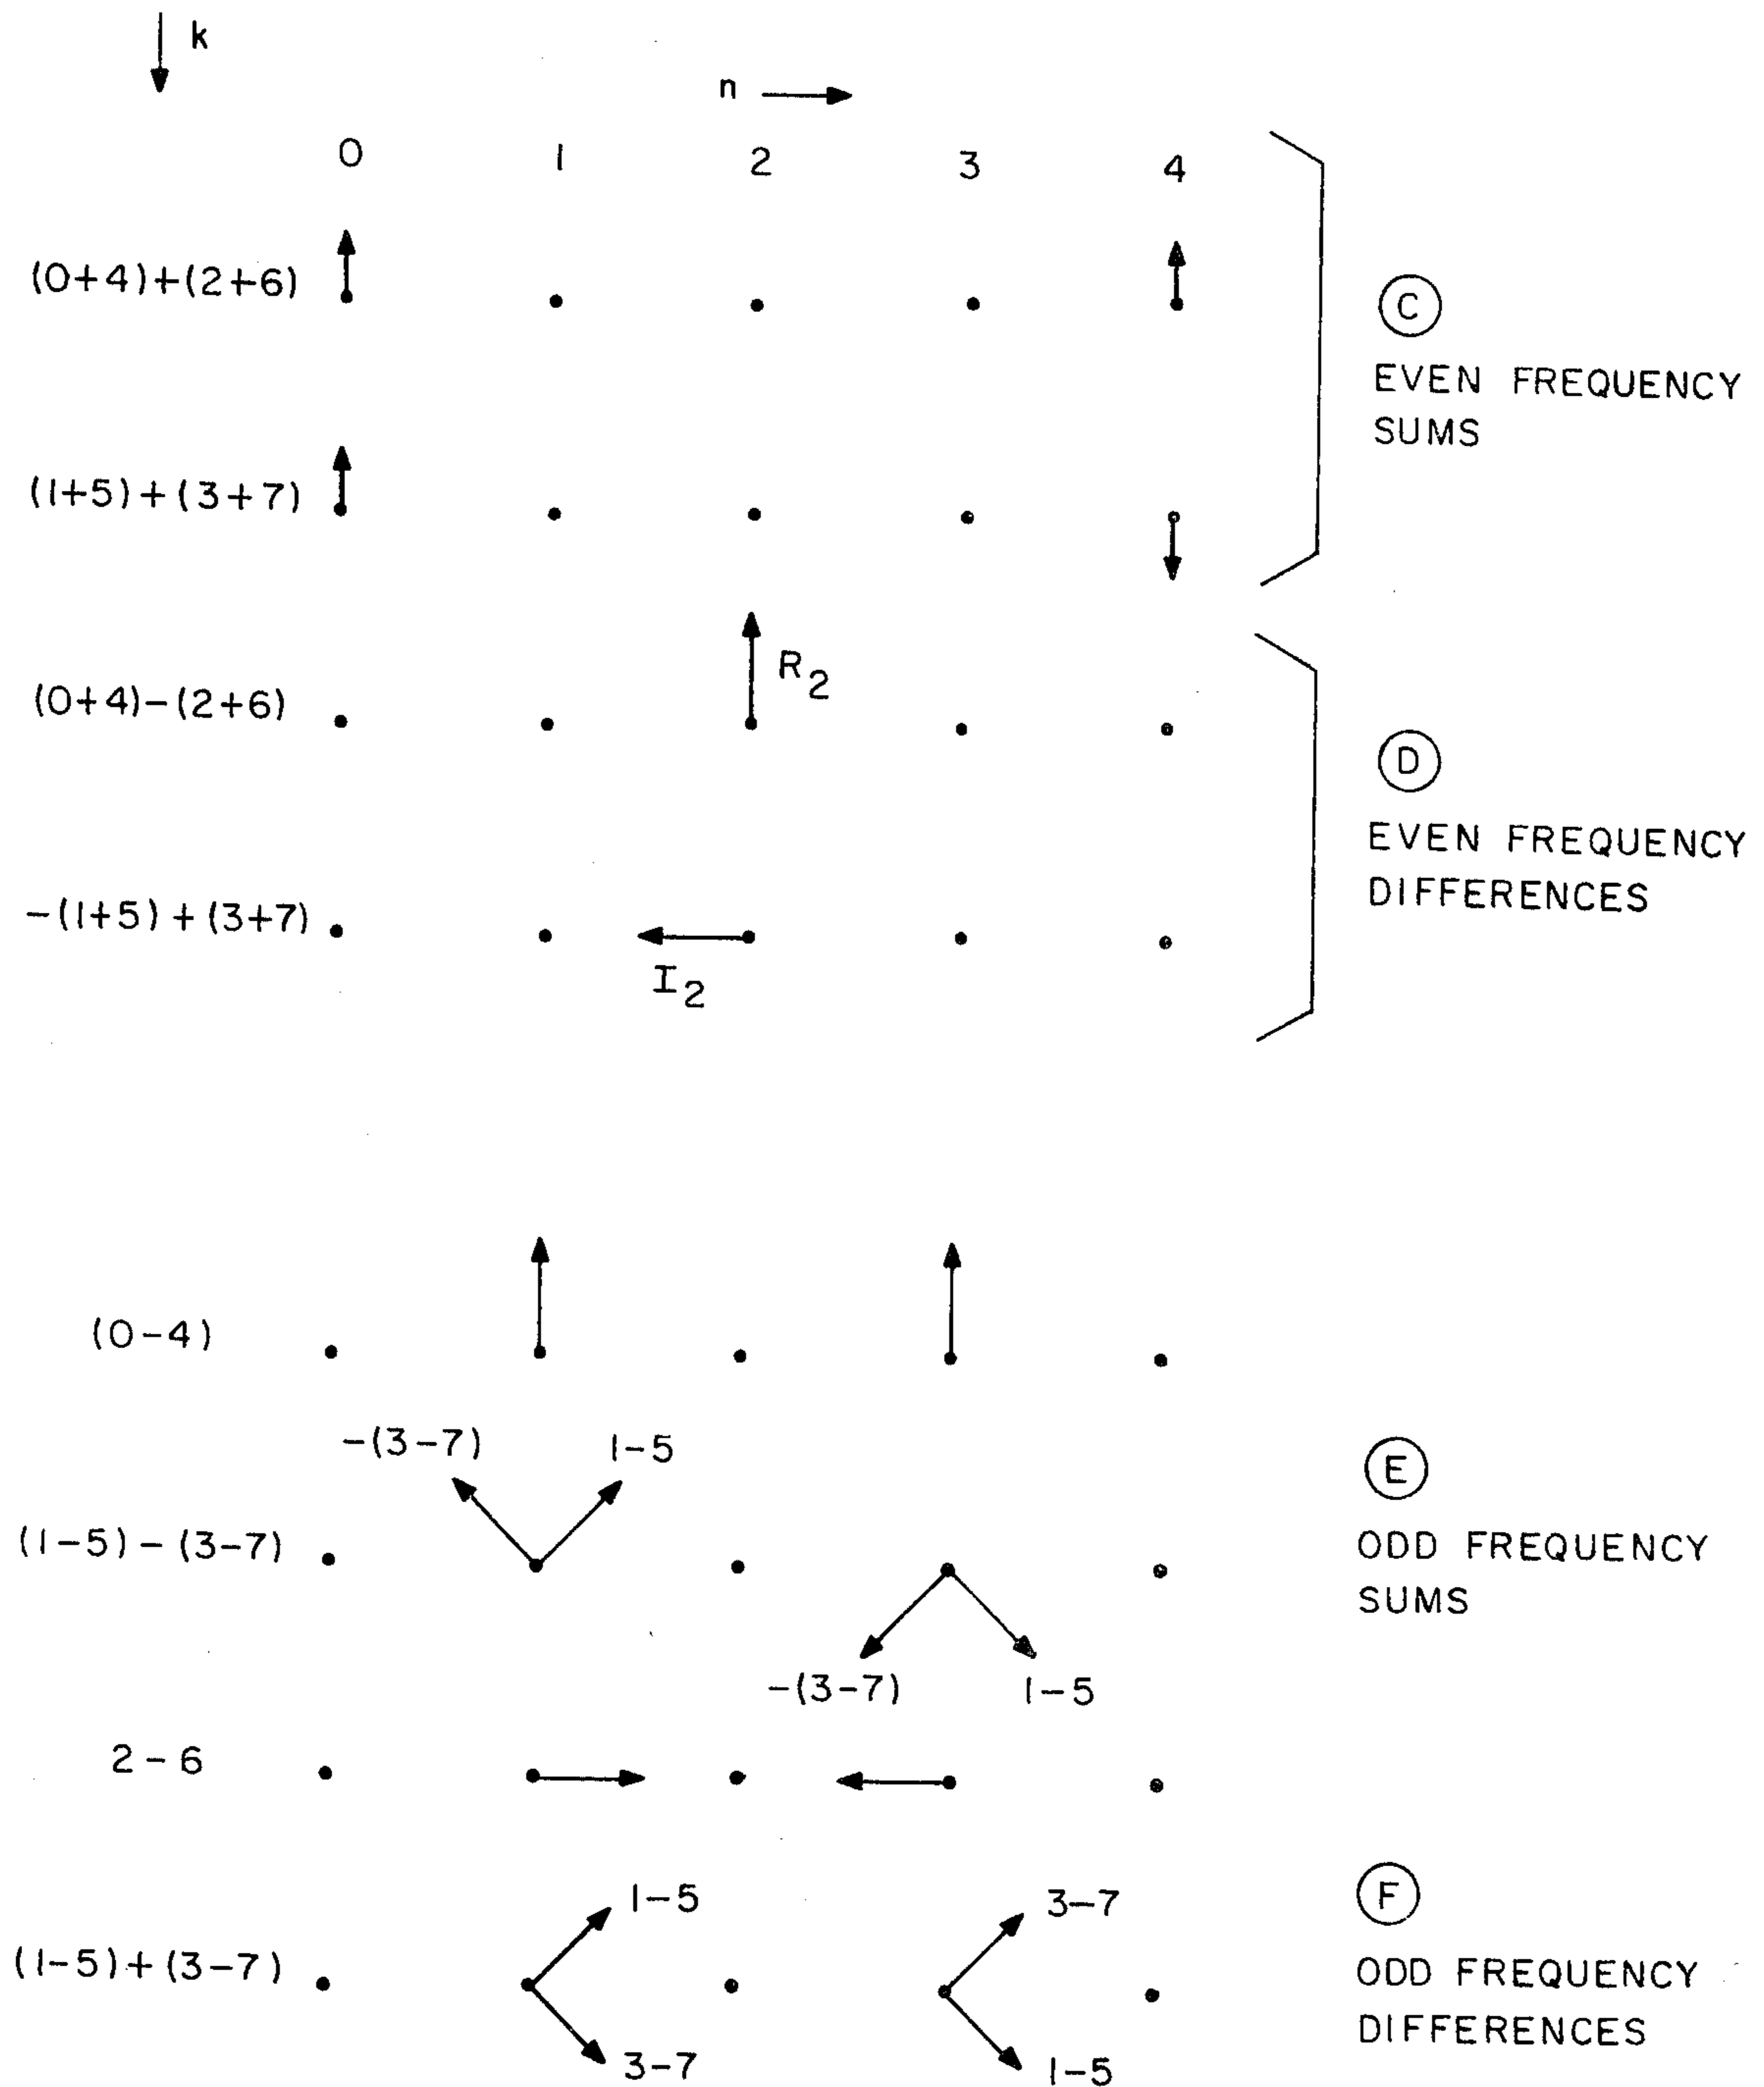 k
n
0 1 2 3 4
(0+4)+(2+6)
C
EVEN FREQUENCY
SUMS
(1+5)+(3+7)
R2
(0+4)-(2+6)
D
EVEN FREQUENCY
DIFFERENCES
-(1+5)+(3+7)
I2
(0-4)
-(3-7) 1-5
E
(1-5)-(3-7)
ODD FREQUENCY
SUMS
-(3-7) 1-5
2-6
F
1-5 3-7
(1-5)+(3-7)
ODD FREQUENCY
DIFFERENCES
3-7 1-5